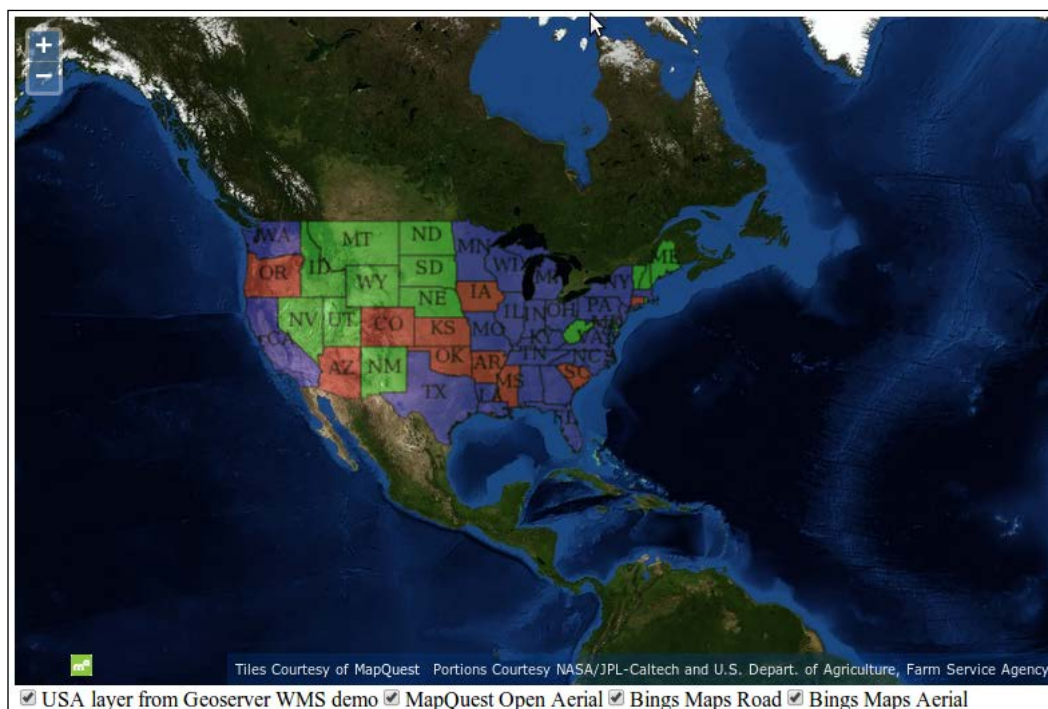 +
−
WA MT ND MN
OR ID SD WI MI ME
WY NY
NE IA
NV UT CO IL IN OH PA
KS MO KY VA
CA TN NC
AZ NM OK AR SC
MS
TX LA
FL
Tiles Courtesy of MapQuest Portions Courtesy NASA/JPL-Caltech and U.S. Depart. of Agriculture, Farm Service Agency
USA layer from Geoserver WMS demo MapQuest Open Aerial Bings Maps Road Bings Maps Aerial